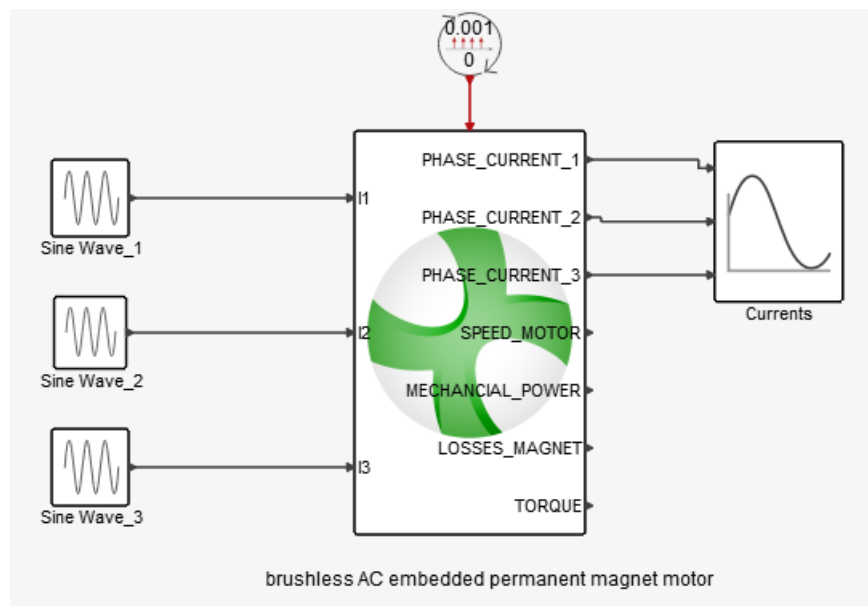 0.001
0
PHASE_CURRENT_1
I1
Sine Wave_1
PHASE_CURRENT_2
PHASE_CURRENT_3
Currents
I2
SPEED_MOTOR
Sine Wave_2
MECHANCIAL_POWER
LOSSES_MAGNET
I3
TORQUE
Sine Wave_3
brushless AC embedded permanent magnet motor